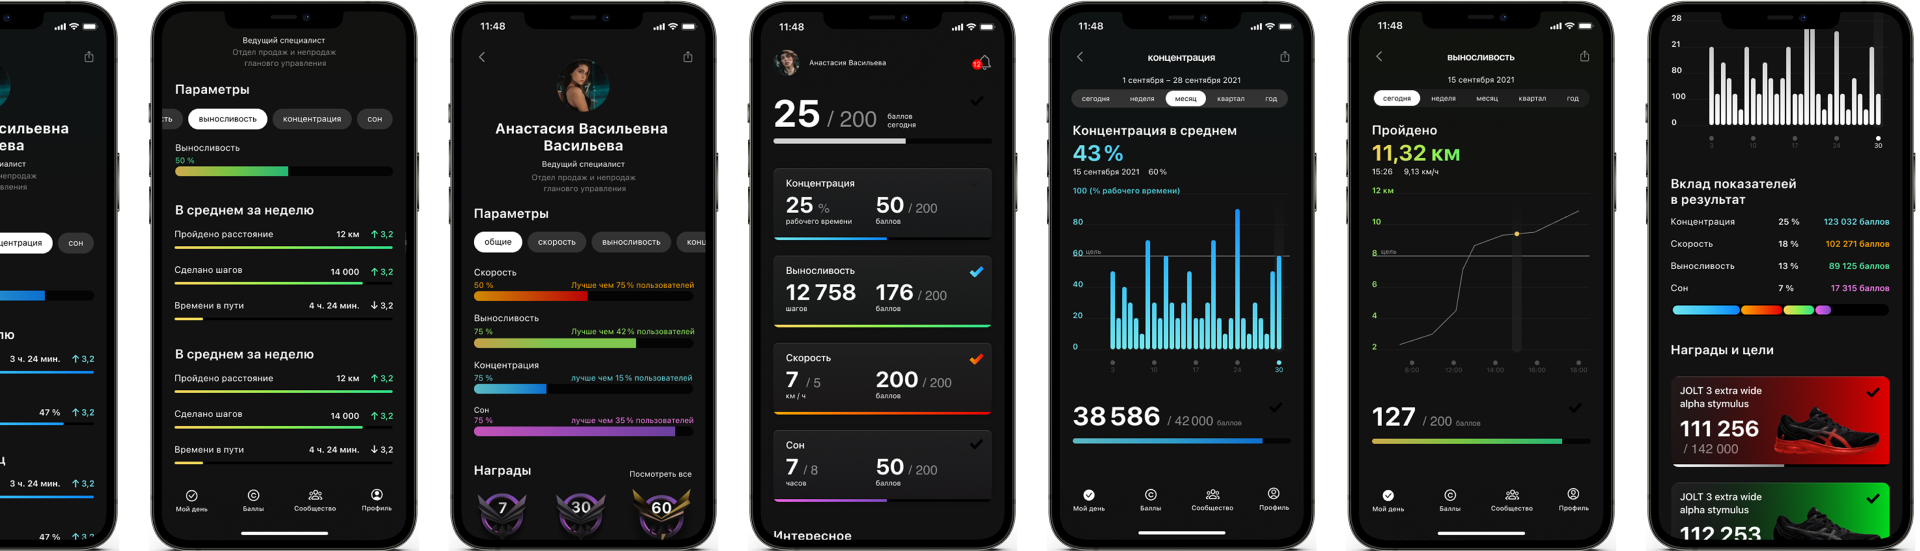 сильевна
ева
иалист
непродаж
вления
центрация
сон
лю
3 ч. 24 мин.
↑ 3,2
47 %
↑ 3,2
ц
3 ч. 24 мин.
↑ 3,2
47 %
↑ 3,2
Ведущий специалист
Отдел продаж и непродаж
гланового управления
Параметры
сть
выносливость
концентрация
сон
Выносливость
50 %
В среднем за неделю
Пройдено расстояние
12 км
↑ 3,2
Сделано шагов
14 000
↑ 3,2
Времени в пути
4 ч. 24 мин.
↓ 3,2
В среднем за неделю
Пройдено расстояние
12 км
↑ 3,2
Сделано шагов
14 000
↑ 3,2
Времени в пути
4 ч. 24 мин.
↓ 3,2
Мой день
Баллы
Сообщество
Профиль
11:48
Анастасия Васильевна
Васильева
Ведущий специалист
Отдел продаж и непродаж
гланового управления
Параметры
общие
скорость
выносливость
конц
Скорость
50 %
Лучше чем 75 % пользователей
Выносливость
75 %
Лучше чем 42 % пользователей
Концентрация
75 %
лучше чем 15 % пользователей
Сон
75 %
лучше чем 35 % пользователей
Награды
Посмотреть все
7
30
60
11:48
Анастасия Васильева
12
25 / 200
баллов
сегодня
Концентрация
25 %
рабочего времени
50 / 200
баллов
Выносливость
12 758
шагов
176 / 200
баллов
Скорость
7 / 5
км / ч
200 / 200
баллов
Сон
7 / 8
часов
50 / 200
баллов
Интересное
11:48
концентрация
1 сентября – 28 сентября 2021
сегодня
неделя
месяц
квартал
год
Концентрация в среднем
43 %
15 сентября 2021
60 %
100 (% рабочего времени)
80
60 цель
40
20
0
3
10
17
24
30
38 586 / 42 000 баллов
Мой день
Баллы
Сообщество
Профиль
11:48
выносливость
15 сентября 2021
сегодня
неделя
месяц
квартал
год
Пройдено
11,32 км
15:26
9,13 км/ч
12 км
10
8 цель
6
4
2
12:00
14:00
16:00
18:00
127 / 200 баллов
Мой день
Баллы
Сообщество
Профиль
28
21
80
100
0
3
10
17
24
30
Вклад показателей
в результат
Концентрация
25 %
123 032 баллов
Скорость
18 %
102 271 баллов
Выносливость
13 %
89 125 баллов
Сон
7 %
17 315 баллов
Награды и цели
JOLT 3 extra wide
alpha stymulus
111 256
/ 142 000
JOLT 3 extra wide
alpha stymulus
112 253